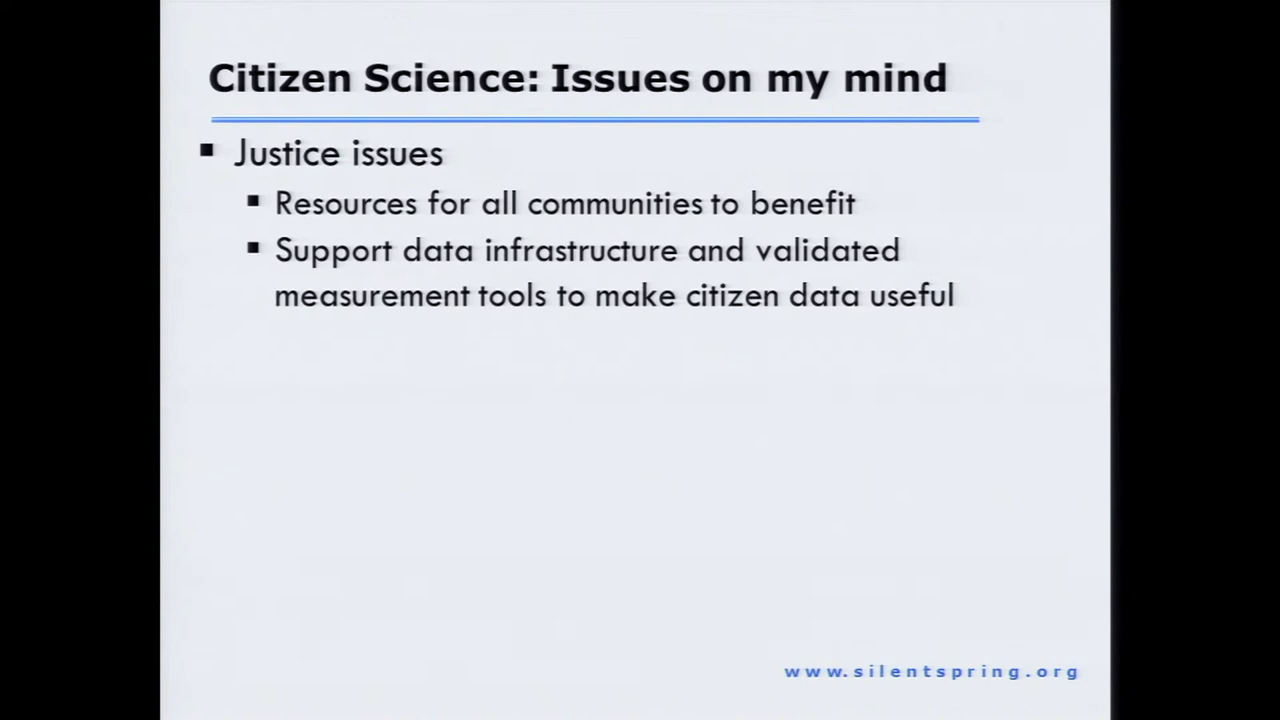 Citizen Science: Issues on my mind
▪ Justice issues
▪ Resources for all communities to benefit
▪ Support data infrastructure and validated
measurement tools to make citizen data useful
www.silentspring.org